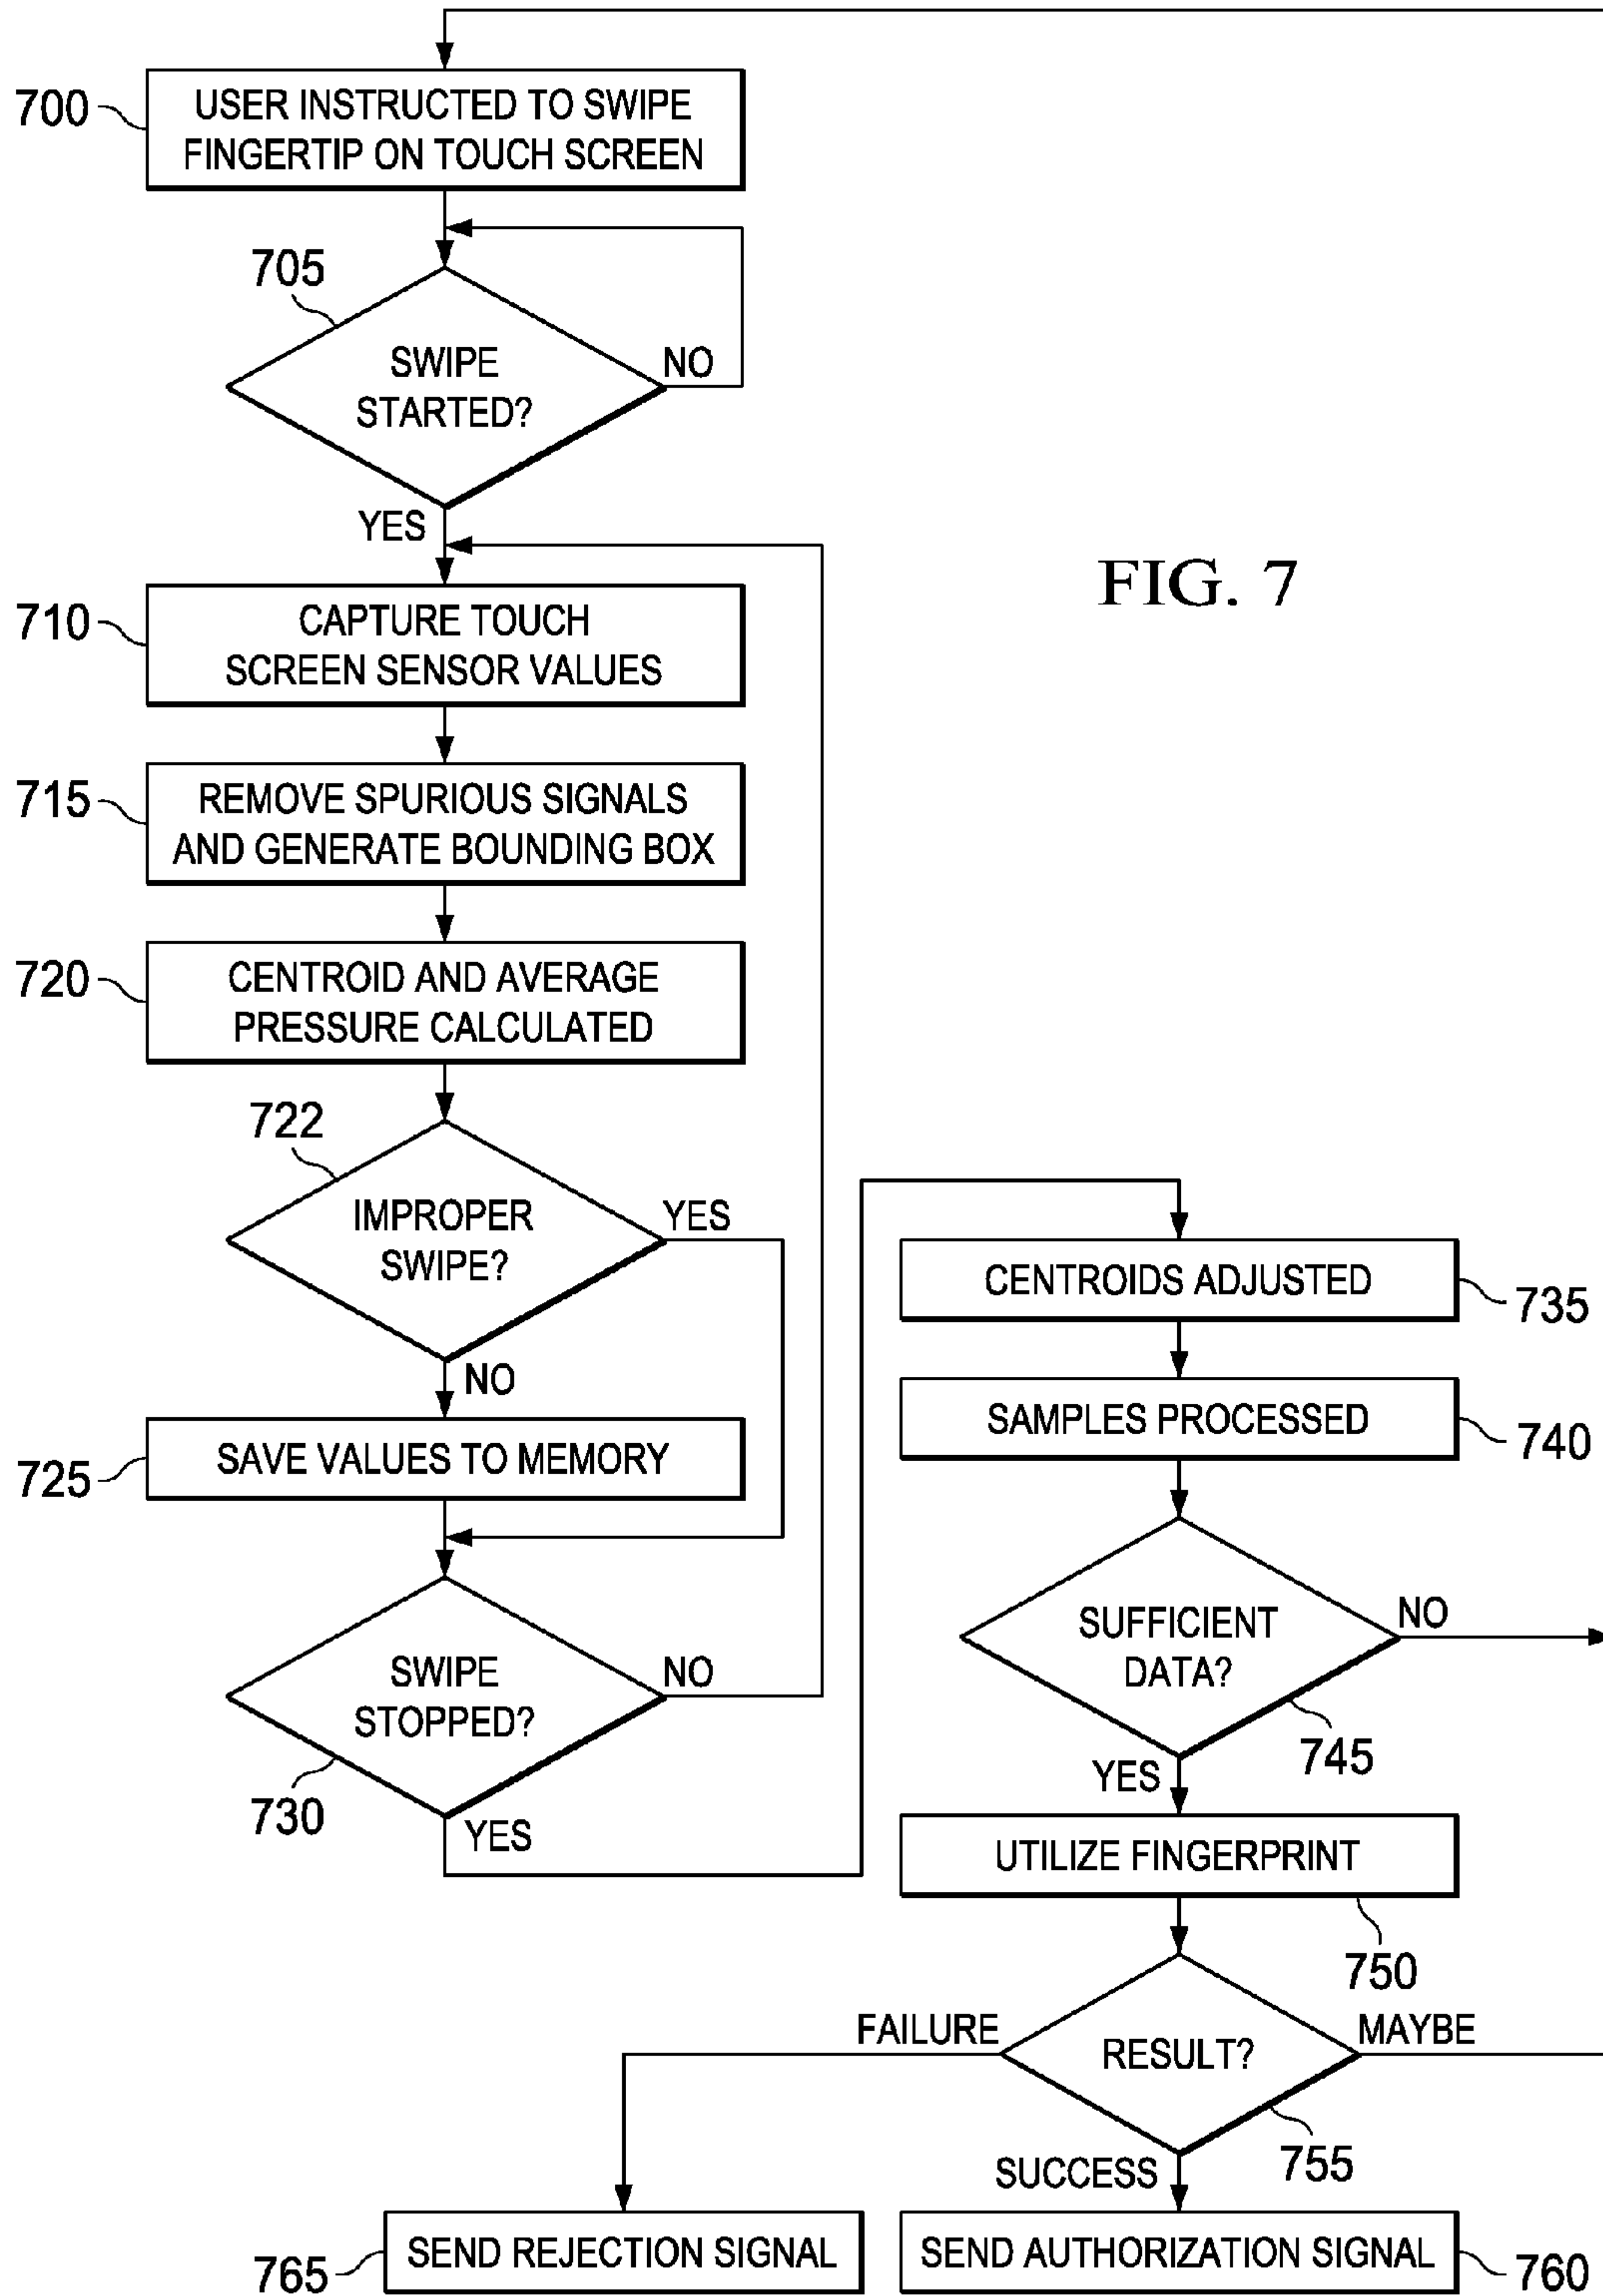 700
USER INSTRUCTED TO SWIPE
FINGERTIP ON TOUCH SCREEN
705
SWIPE
STARTED?
NO
YES
FIG. 7
710
CAPTURE TOUCH
SCREEN SENSOR VALUES
715
REMOVE SPURIOUS SIGNALS
AND GENERATE BOUNDING BOX
720
CENTROID AND AVERAGE
PRESSURE CALCULATED
722
IMPROPER
SWIPE?
YES
NO
725
SAVE VALUES TO MEMORY
SWIPE
STOPPED?
NO
730
YES
CENTROIDS ADJUSTED
735
SAMPLES PROCESSED
740
SUFFICIENT
DATA?
NO
745
YES
UTILIZE FINGERPRINT
750
FAILURE
RESULT?
MAYBE
755
SUCCESS
765
SEND REJECTION SIGNAL
SEND AUTHORIZATION SIGNAL
760